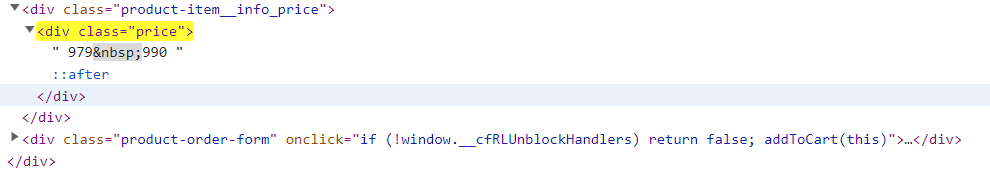 <div class="product-item__info_price">
<div class="price">
" 979&nbsp;990 "
::after
</div>
</div>
<div class="product-order-form" onclick="if (!window.__cfRLUnblockHandlers) return false; addToCart(this)">…</div>
</div>